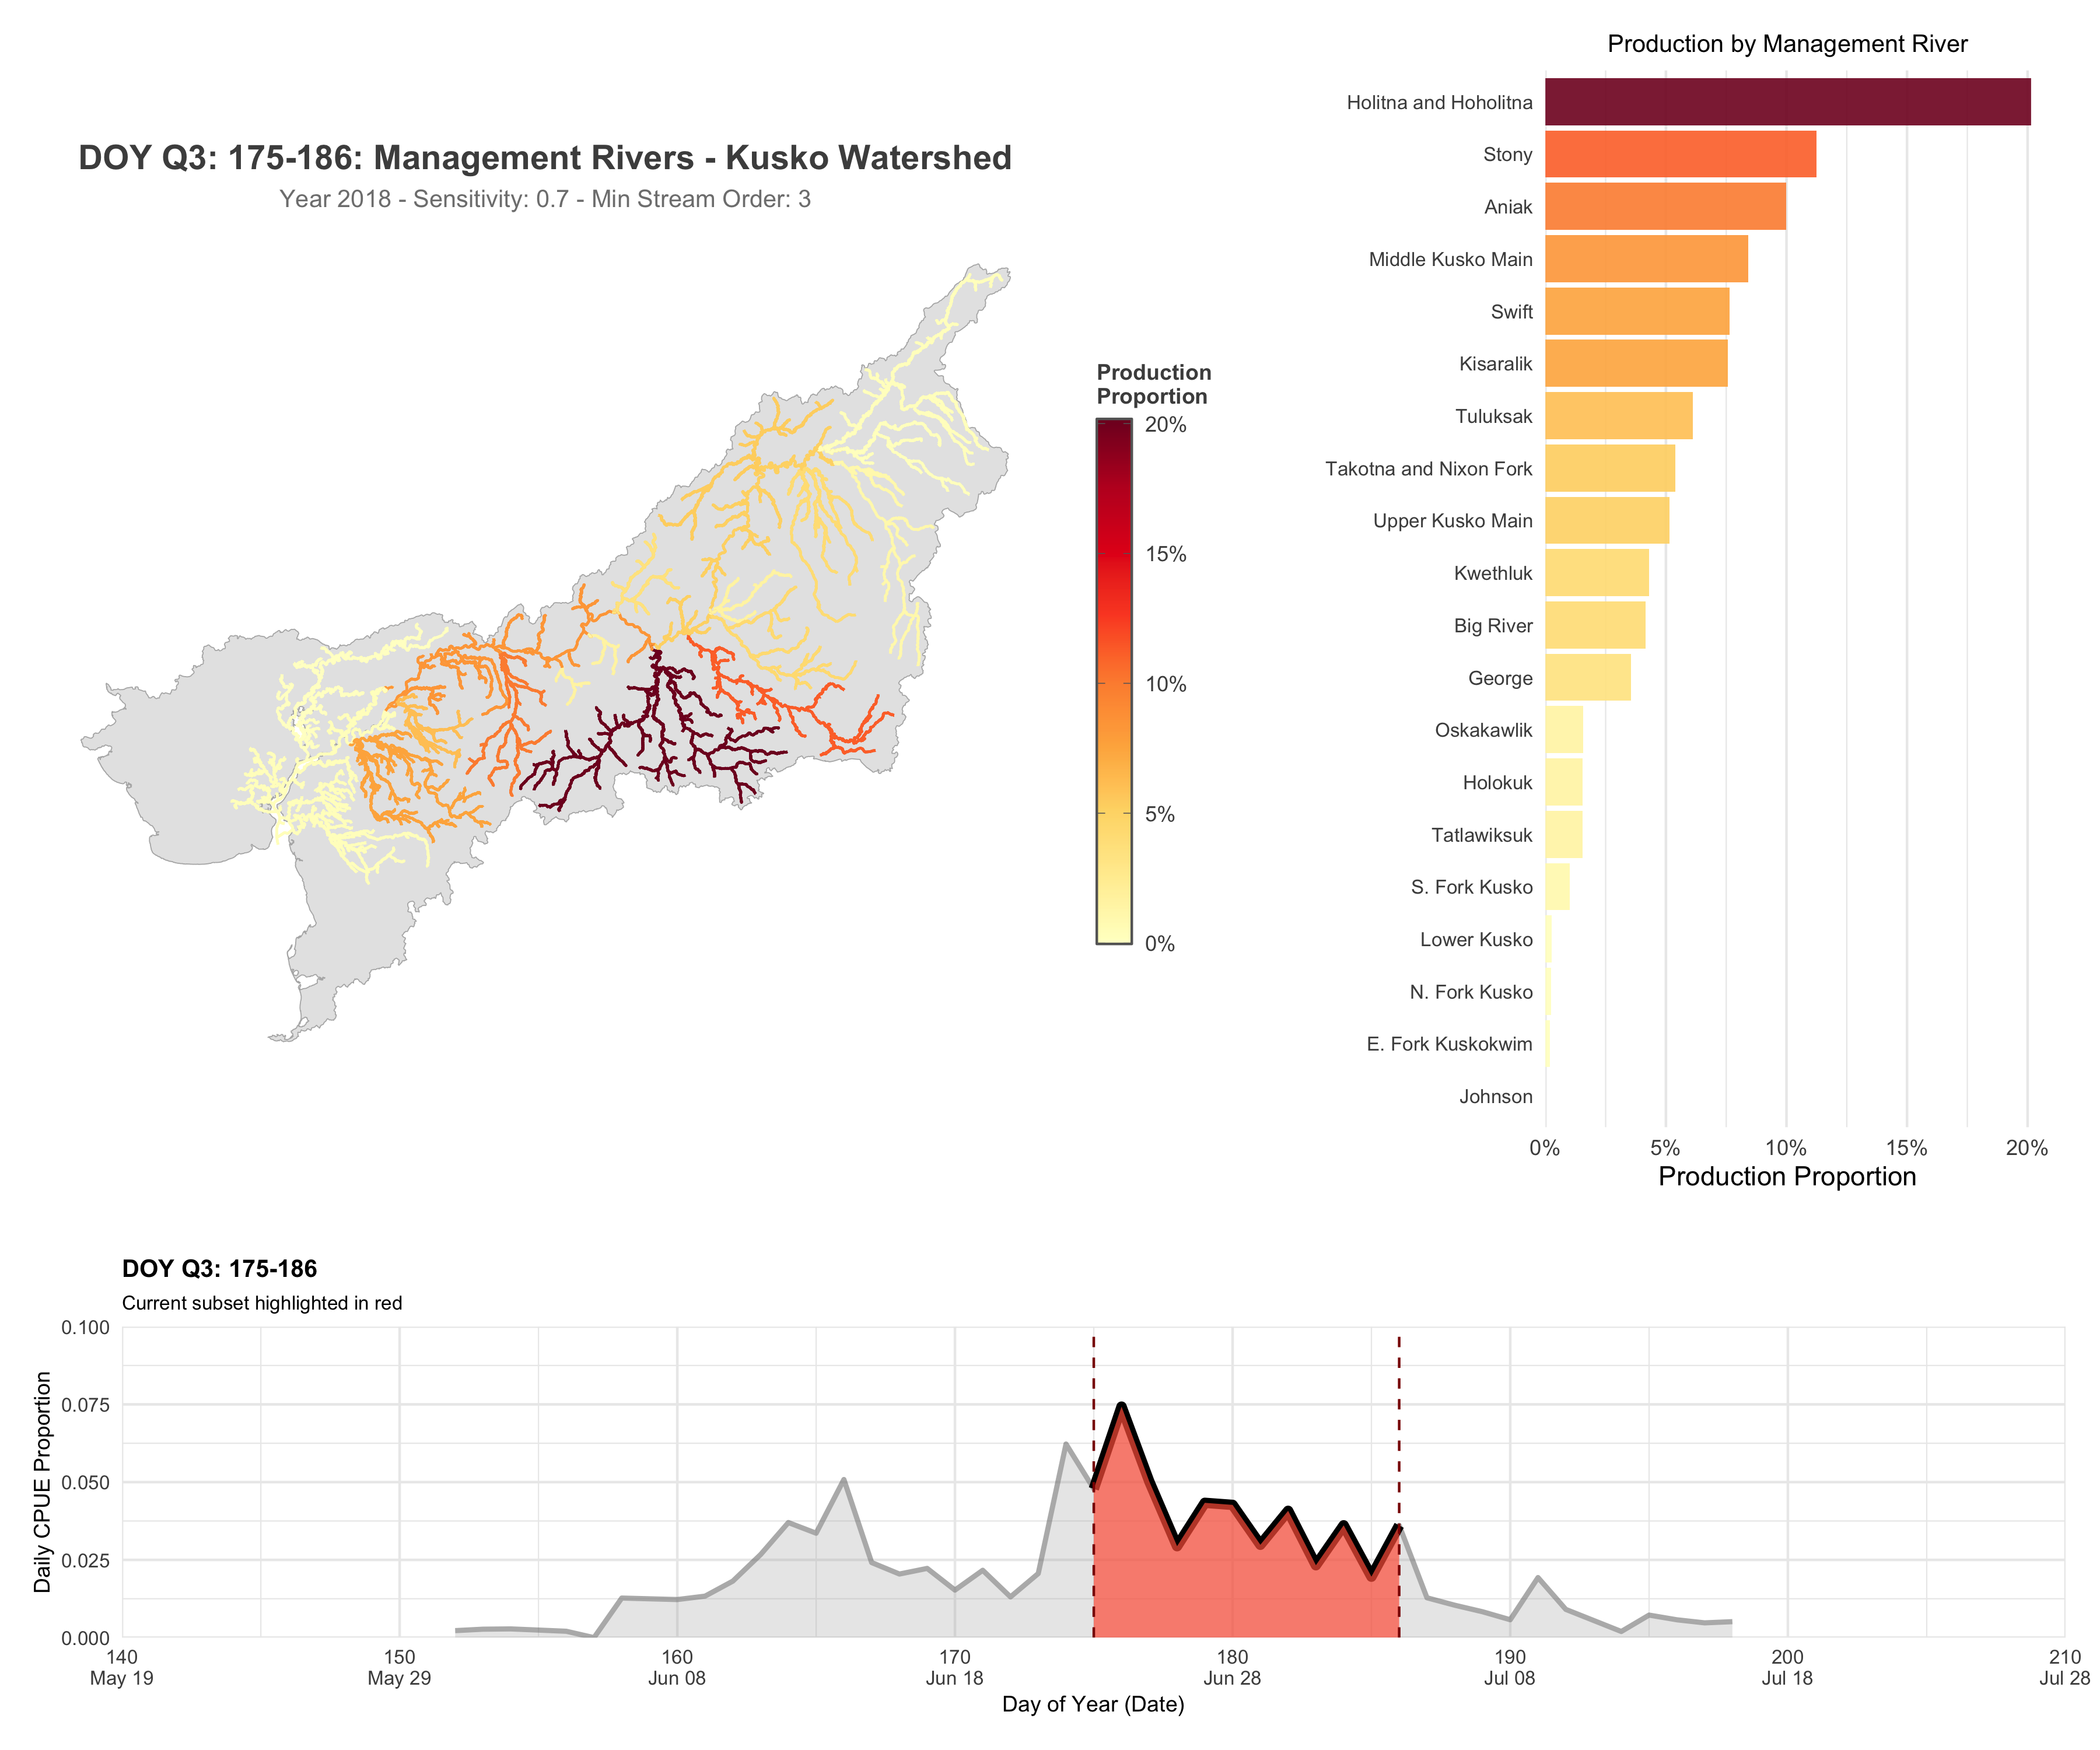 Production by Management River
Holitna and Hoholitna
Stony
Aniak
Middle Kusko Main
Swift
Kisaralik
Tuluksak
Takotna and Nixon Fork
Upper Kusko Main
Kwethluk
Big River
George
Oskakawlik
Holokuk
Tatlawiksuk
S. Fork Kusko
Lower Kusko
N. Fork Kusko
E. Fork Kuskokwim
Johnson
0% 5% 10% 15% 20%
Production Proportion
DOY Q3: 175-186: Management Rivers - Kusko Watershed
Year 2018 - Sensitivity: 0.7 - Min Stream Order: 3
Production
Proportion
20%
15%
10%
5%
0%
DOY Q3: 175-186
Current subset highlighted in red
Daily CPUE Proportion
0.100
0.075
0.050
0.025
0.000
140 150 160 170 180 190 200 210
May 19 May 29 Jun 08 Jun 18 Jun 28 Jul 08 Jul 18 Jul 28
Day of Year (Date)